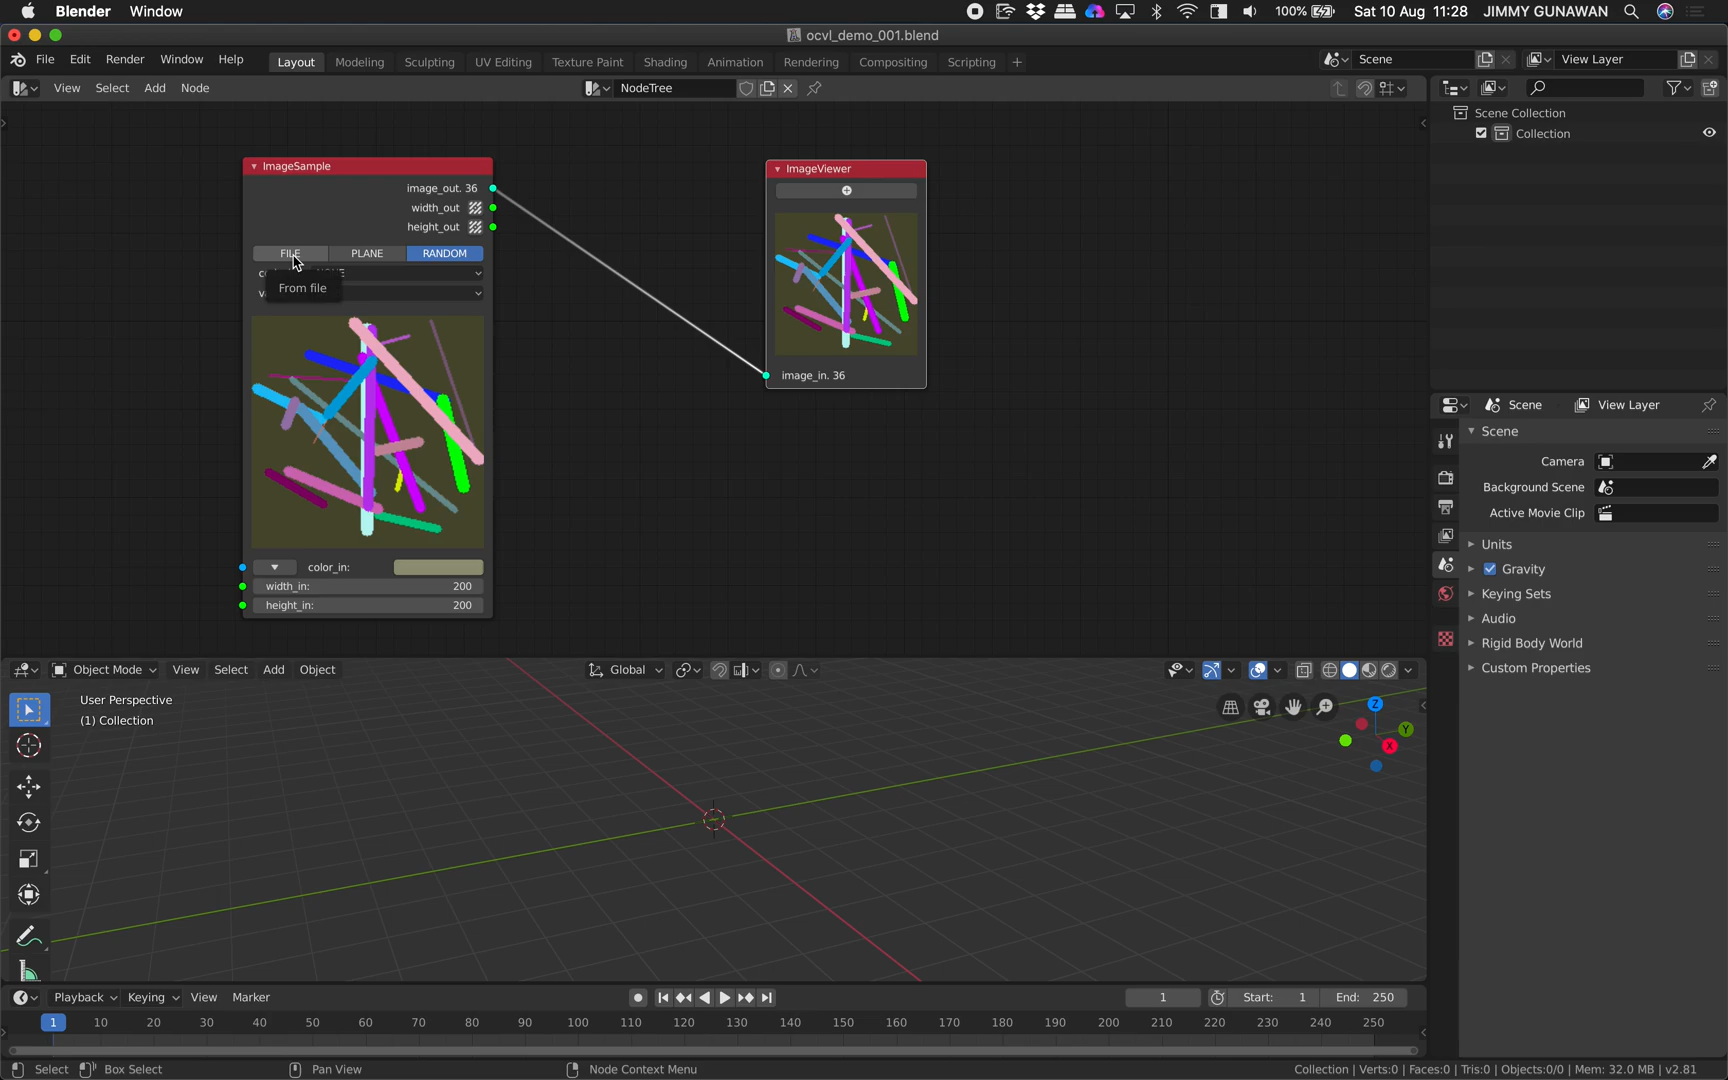 Blender Window 100% Sat 10 Aug 11:28 JIMMY GUNAWAN
ocvl_demo_001.blend
File Edit Render Window Help Layout Modeling Sculpting UV Editing Texture Paint Shading Animation Rendering Compositing Scripting + Scene View Layer
View Select Add Node NodeTree
Scene Collection
Collection
ImageSample
image_out. 36
width_out
height_out
FILE PLANE RANDOM
From file
color_in:
width_in: 200
height_in: 200
ImageViewer
image_in. 36
Scene View Layer
Scene
Camera
Background Scene
Active Movie Clip
Units
Gravity
Keying Sets
Audio
Rigid Body World
Custom Properties
Object Mode View Select Add Object Global
User Perspective
(1) Collection
Z
Y
X
Playback Keying View Marker 1 Start: 1 End: 250
1 10 20 30 40 50 60 70 80 90 100 110 120 130 140 150 160 170 180 190 200 210 220 230 240 250
Select Box Select Pan View Node Context Menu Collection | Verts:0 | Faces:0 | Tris:0 | Objects:0/0 | Mem: 32.0 MB | v2.81